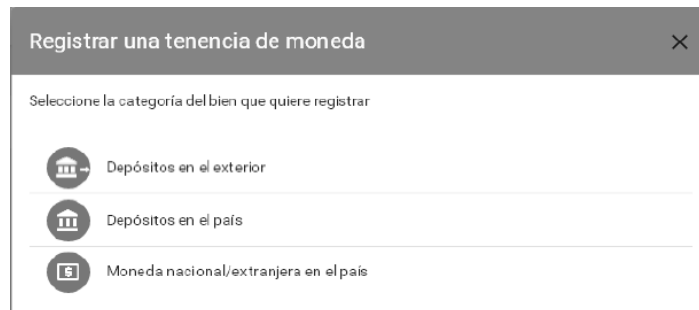 Registrar una tenencia de moneda
Seleccione la categoría del bien que quiere registrar
Depósitos en el exterior
Depósitos en el país
Moneda nacional/extranjera en el país